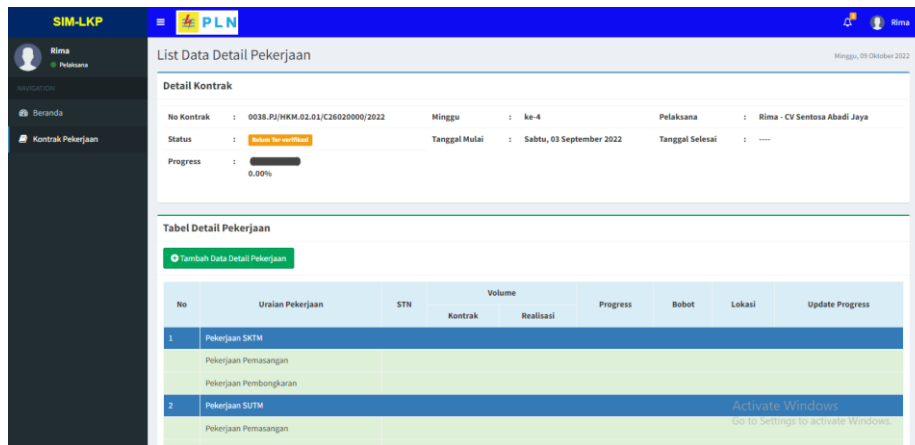 SIM-LKP
PLN
Rima
Rima
Pelaksana
NAVIGATION
Beranda
Kontrak Pekerjaan
List Data Detail Pekerjaan
Minggu, 09 Oktober 2022
Detail Kontrak
No Kontrak : 0038.PJ/HKM.02.01/C26020000/2022 Minggu : ke-4 Pelaksana : Rima - CV Sentosa Abadi Jaya
Status : Belum Ter-verifikasi Tanggal Mulai : Sabtu, 03 September 2022 Tanggal Selesai : ----
Progress :
0.00%
Tabel Detail Pekerjaan
Tambah Data Detail Pekerjaan
No Uraian Pekerjaan STN Volume Progress Bobot Lokasi Update Progress
Kontrak Realisasi
1 Pekerjaan SKTM
Pekerjaan Pemasangan
Pekerjaan Pembongkaran
2 Pekerjaan SUTM
Pekerjaan Pemasangan
Activate Windows
Go to Settings to activate Windows.